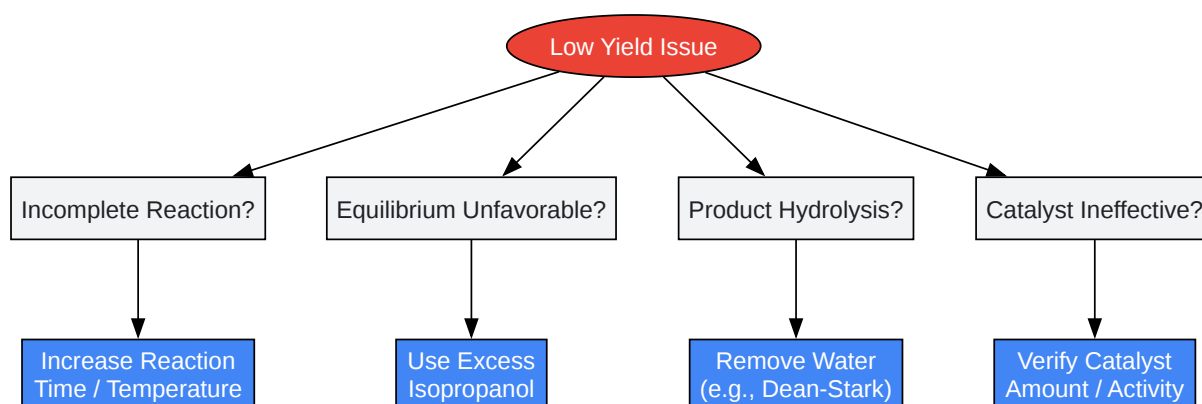 Low Yield Issue
Incomplete Reaction?
Equilibrium Unfavorable?
Product Hydrolysis?
Catalyst Ineffective?
Increase Reaction
Time / Temperature
Use Excess
Isopropanol
Remove Water
(e.g., Dean-Stark)
Verify Catalyst
Amount / Activity